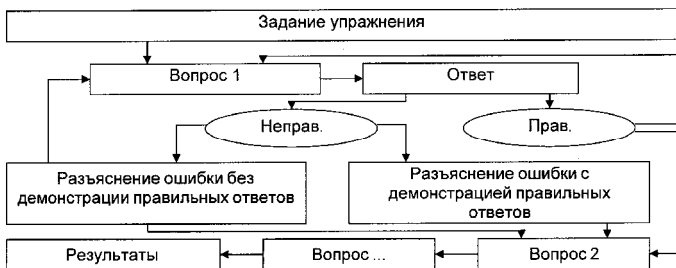 Задание упражнения
Вопрос 1
Ответ
Неправ.
Прав.
Разъяснение ошибки без
демонстрации правильных ответов
Разъяснение ошибки с
демонстрацией правильных
ответов
Результаты
Вопрос ...
Вопрос 2